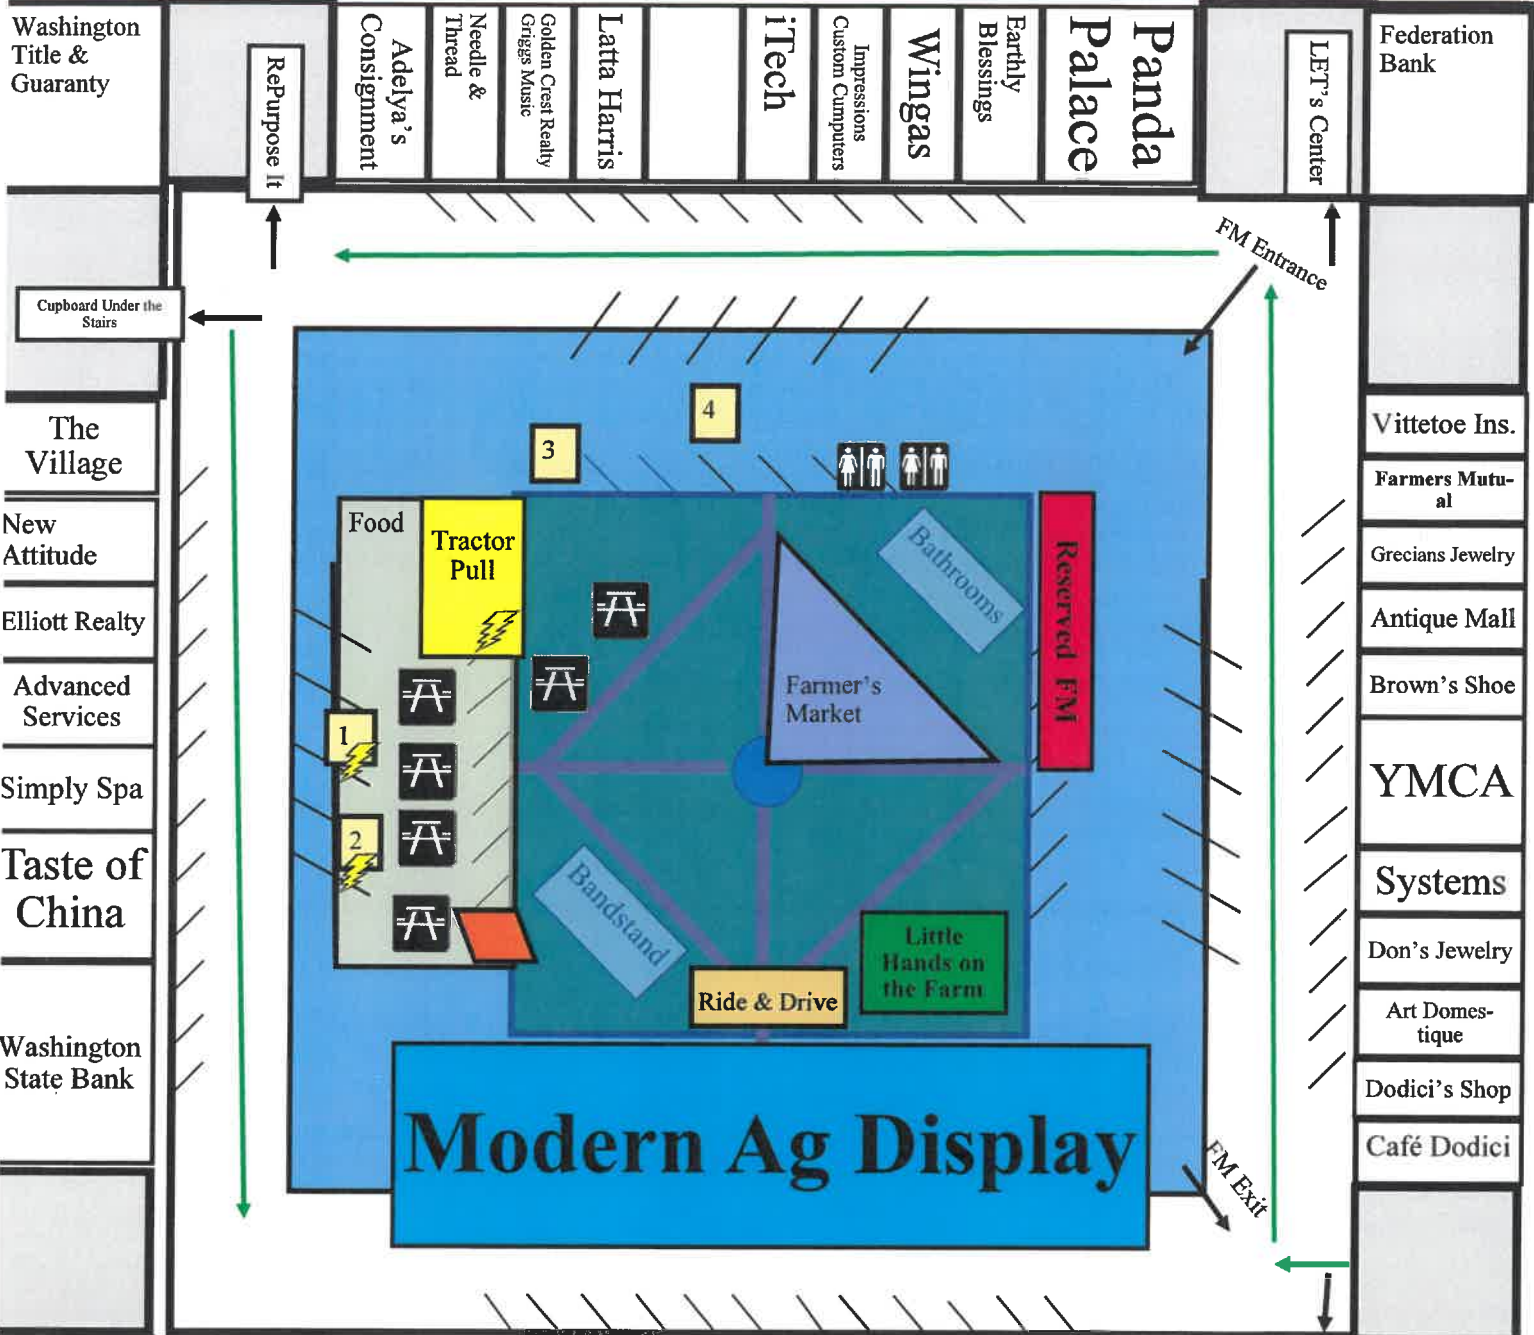 Washington
Title &
Guaranty
RePurpose It
Adelya's
Consignment
Needle &
Thread
Golden Crest Realty
Griggs Music
Latta Harris
iTech
Impressions
Custom Cumputers
Wingas
Earthly
Blessings
Panda
Palace
LET's Center
Federation
Bank
FM Entrance
Cupboard Under the
Stairs
The
Village
New
Attitude
Elliott Realty
Advanced
Services
Simply Spa
Taste of
China
Washington
State Bank
3
4
Food
Tractor
Pull
1
2
Bathrooms
Reserved FM
Farmer's
Market
Bandstand
Ride & Drive
Little
Hands on
the Farm
Modern Ag Display
FM Exit
Vittetoe Ins.
Farmers Mutu-
al
Grecians Jewelry
Antique Mall
Brown's Shoe
YMCA
Systems
Don's Jewelry
Art Domes-
tique
Dodici's Shop
Café Dodici